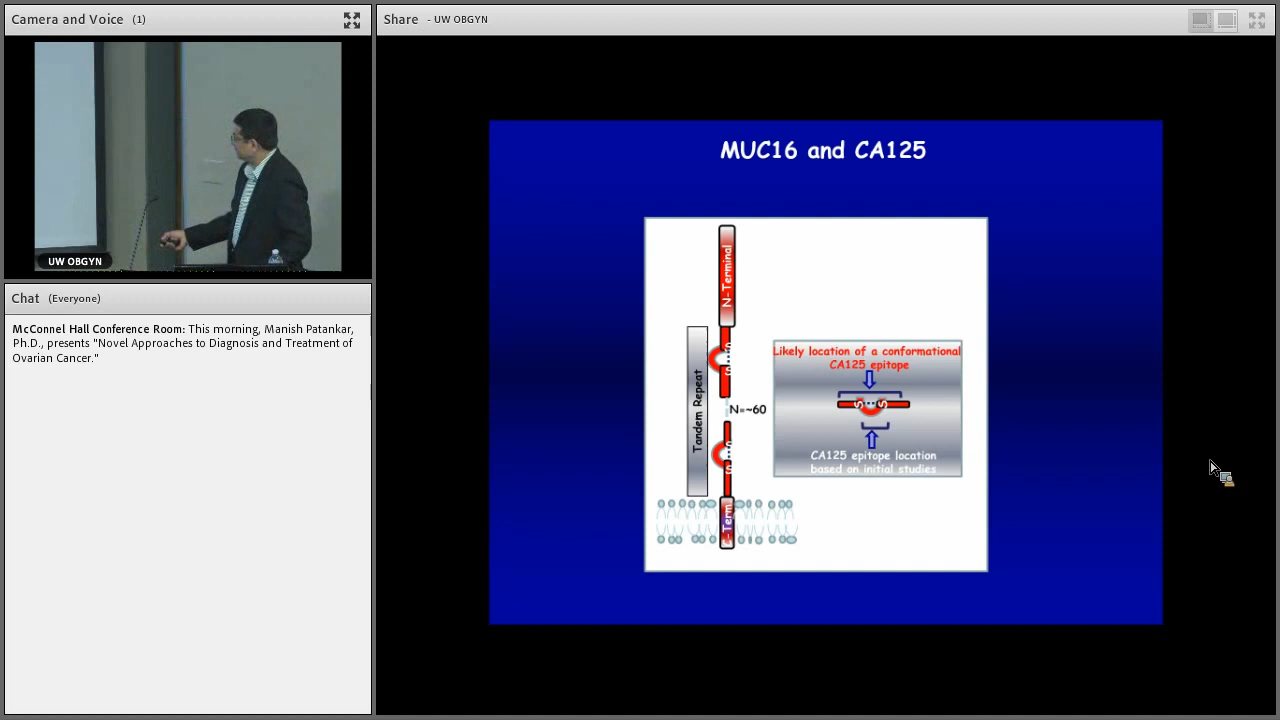 Camera and Voice (1)
Share - UW OBGYN
UW OBGYN
Chat (Everyone)
McConnel Hall Conference Room: This morning, Manish Patankar,
Ph.D., presents "Novel Approaches to Diagnosis and Treatment of
Ovarian Cancer."
MUC16 and CA125
N-Terminal
S
S
Tandem Repeat
N=~60
S
S
-Term
Likely location of a conformational
CA125 epitope
S S
CA125 epitope location
based on initial studies